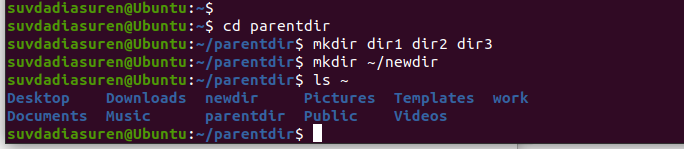 suvdadiasuren@Ubuntu:~$
suvdadiasuren@Ubuntu:~$ cd parentdir
suvdadiasuren@Ubuntu:~/parentdir$ mkdir dir1 dir2 dir3
suvdadiasuren@Ubuntu:~/parentdir$ mkdir ~/newdir
suvdadiasuren@Ubuntu:~/parentdir$ ls ~
Desktop Downloads newdir Pictures Templates work
Documents Music parentdir Public Videos
suvdadiasuren@Ubuntu:~/parentdir$